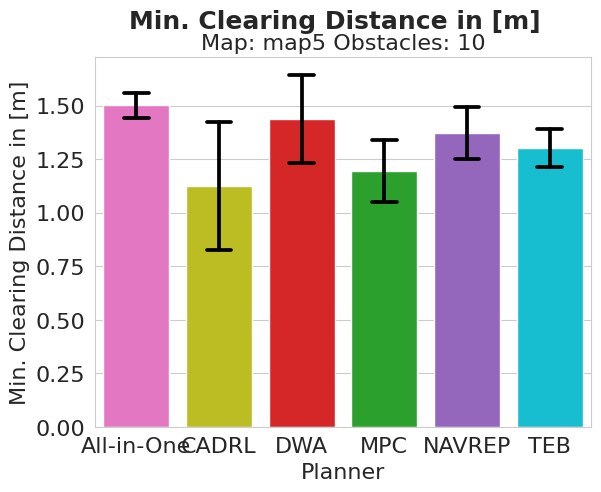 Min. Clearing Distance in [m]
Map: map5 Obstacles: 10
Min. Clearing Distance in [m]
1.50
1.25
1.00
0.75
0.50
0.25
0.00
All-in-One CADRL DWA MPC NAVREP TEB
Planner